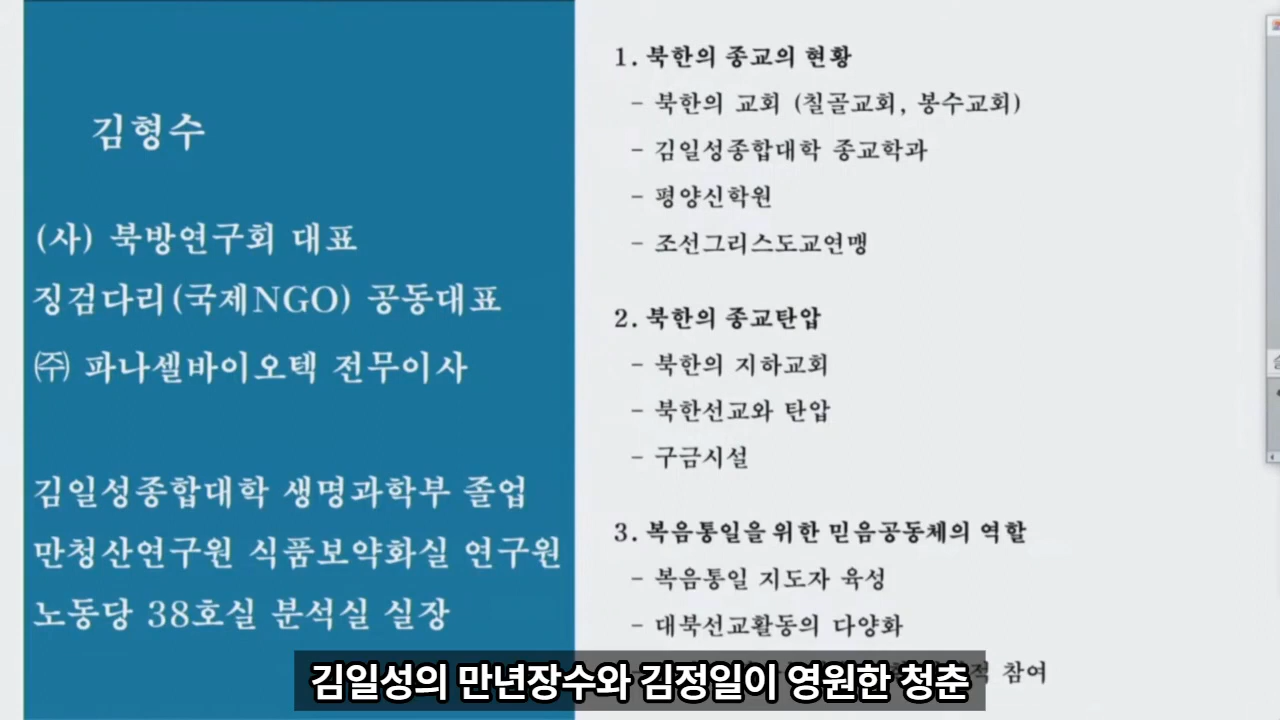 김형수
(사) 북방연구회 대표
징검다리(국제NGO) 공동대표
㈜ 파나셀바이오텍 전무이사
김일성종합대학 생명과학부 졸업
만청산연구원 식품보약화실 연구원
노동당 38호실 분석실 실장
1. 북한의 종교의 현황
- 북한의 교회 (칠골교회, 봉수교회)
- 김일성종합대학 종교학과
- 평양신학원
- 조선그리스도교연맹
2. 북한의 종교탄압
- 북한의 지하교회
- 북한선교와 탄압
- 구금시설
3. 복음통일을 위한 믿음공동체의 역할
- 복음통일 지도자 육성
- 대북선교활동의 다양화
참여
김일성의 만년장수와 김정일이 영원한 청춘